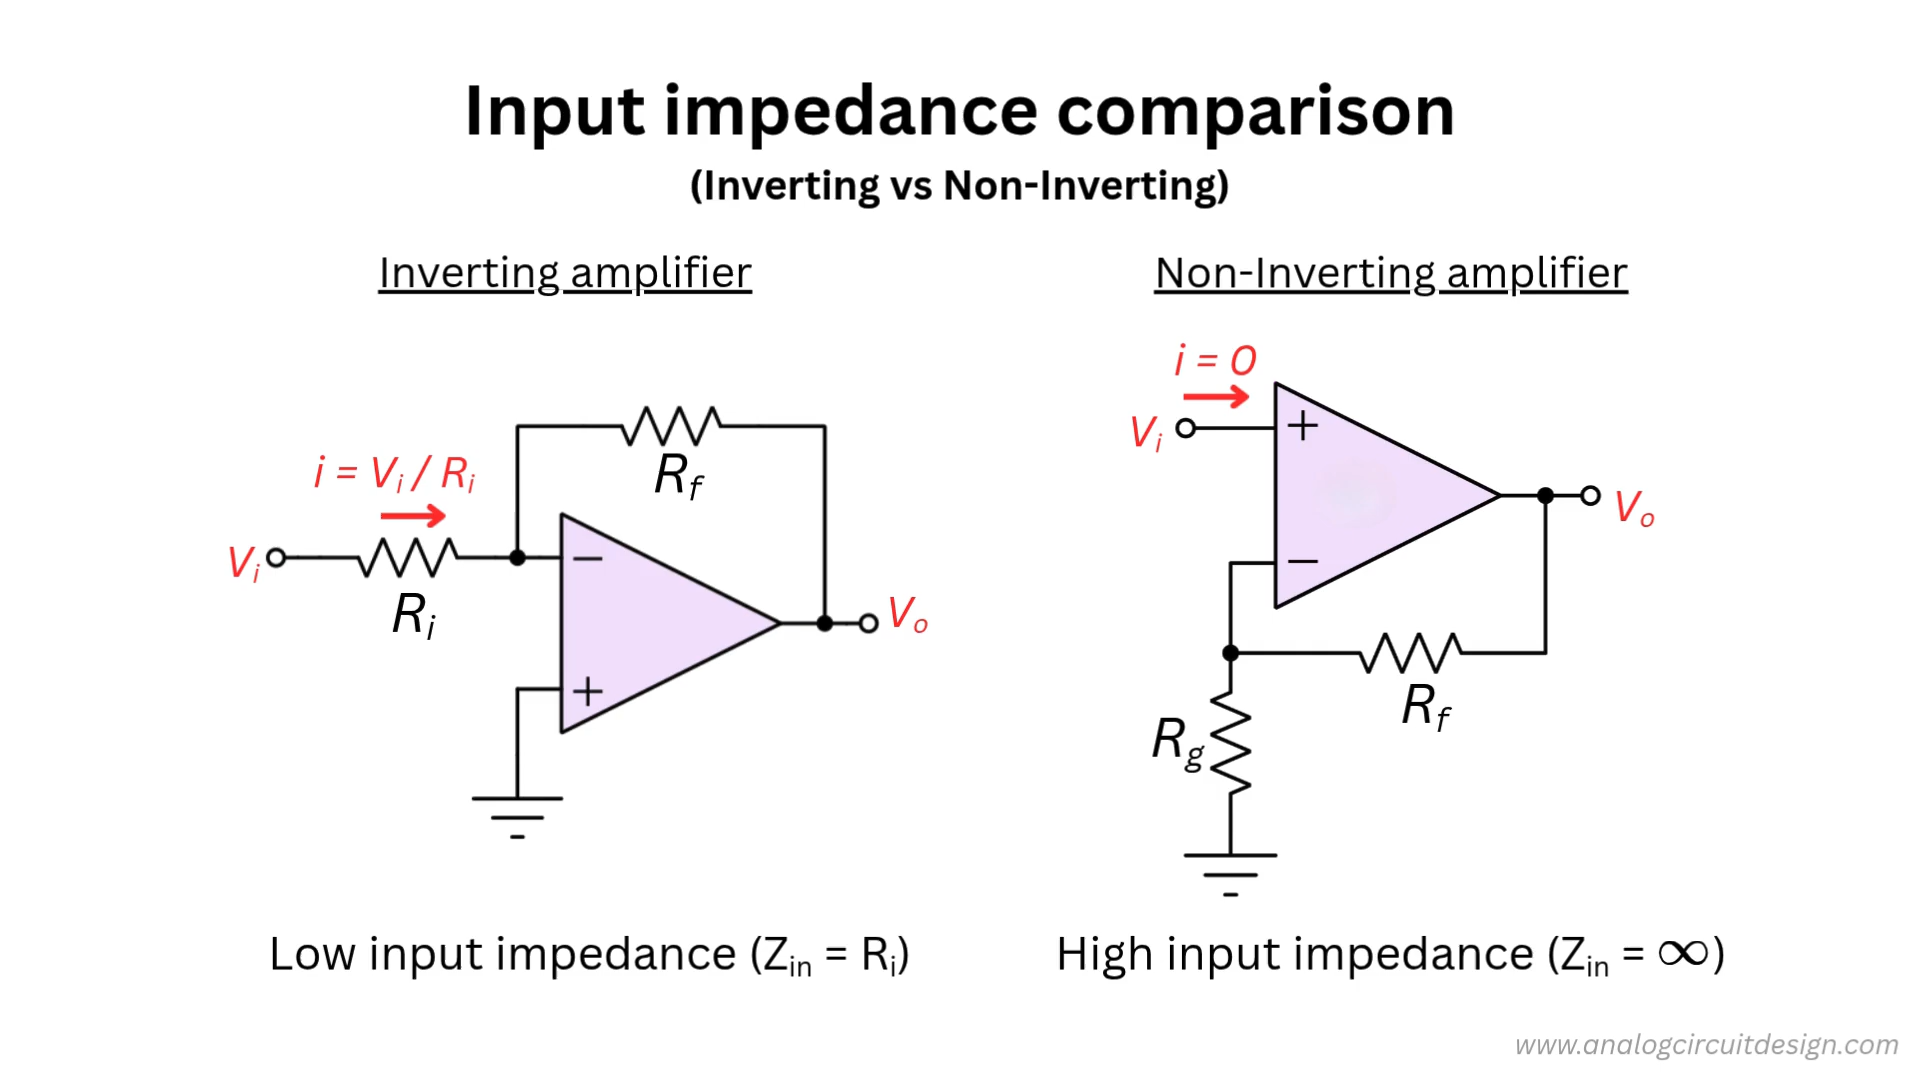 Input impedance comparison
(Inverting vs Non-Inverting)
Inverting amplifier
i = Vi / Ri
Rf
Vi
Ri
−
+
Vo
Low input impedance (Zin = Ri)
Non-Inverting amplifier
i = 0
Vi
+
−
Vo
Rf
Rg
High input impedance (Zin = ∞)
www.analogcircuitdesign.com